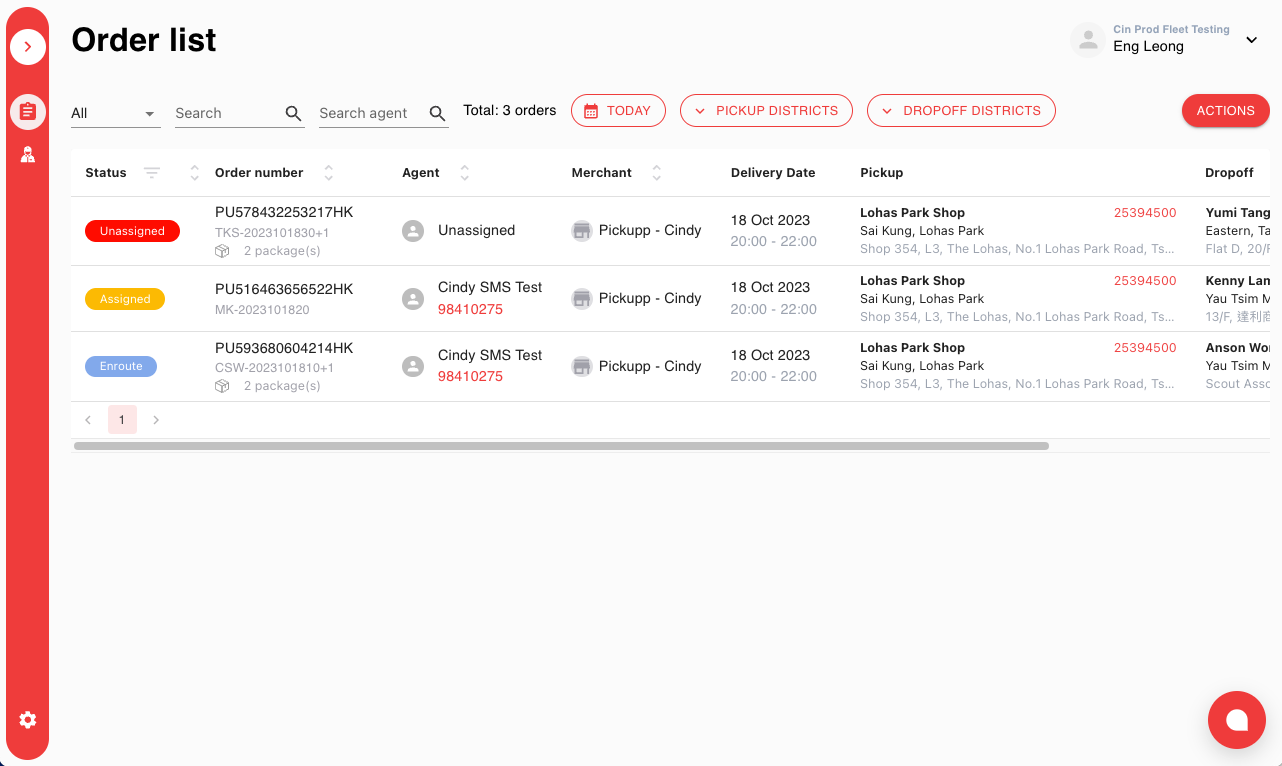 Order list
Cin Prod Fleet Testing
Eng Leong
All
Search
Search agent
Total: 3 orders
TODAY
PICKUP DISTRICTS
DROPOFF DISTRICTS
ACTIONS
Status Order number Agent Merchant Delivery Date Pickup Dropoff
Unassigned
PU578432253217HK
TKS-2023101830+1
2 package(s)
Unassigned
Pickupp - Cindy
18 Oct 2023
20:00 - 22:00
Lohas Park Shop 25394500
Sai Kung, Lohas Park
Shop 354, L3, The Lohas, No.1 Lohas Park Road, Ts...
Yumi Tang
Eastern, Ta
Flat D, 20/F
Assigned
PU516463656522HK
MK-2023101820
Cindy SMS Test
98410275
Pickupp - Cindy
18 Oct 2023
20:00 - 22:00
Lohas Park Shop 25394500
Sai Kung, Lohas Park
Shop 354, L3, The Lohas, No.1 Lohas Park Road, Ts...
Kenny Lam
Yau Tsim M
13/F, 達利商
Enroute
PU593680604214HK
CSW-2023101810+1
2 package(s)
Cindy SMS Test
98410275
Pickupp - Cindy
18 Oct 2023
20:00 - 22:00
Lohas Park Shop 25394500
Sai Kung, Lohas Park
Shop 354, L3, The Lohas, No.1 Lohas Park Road, Ts...
Anson Wo
Yau Tsim M
Scout Asso
1